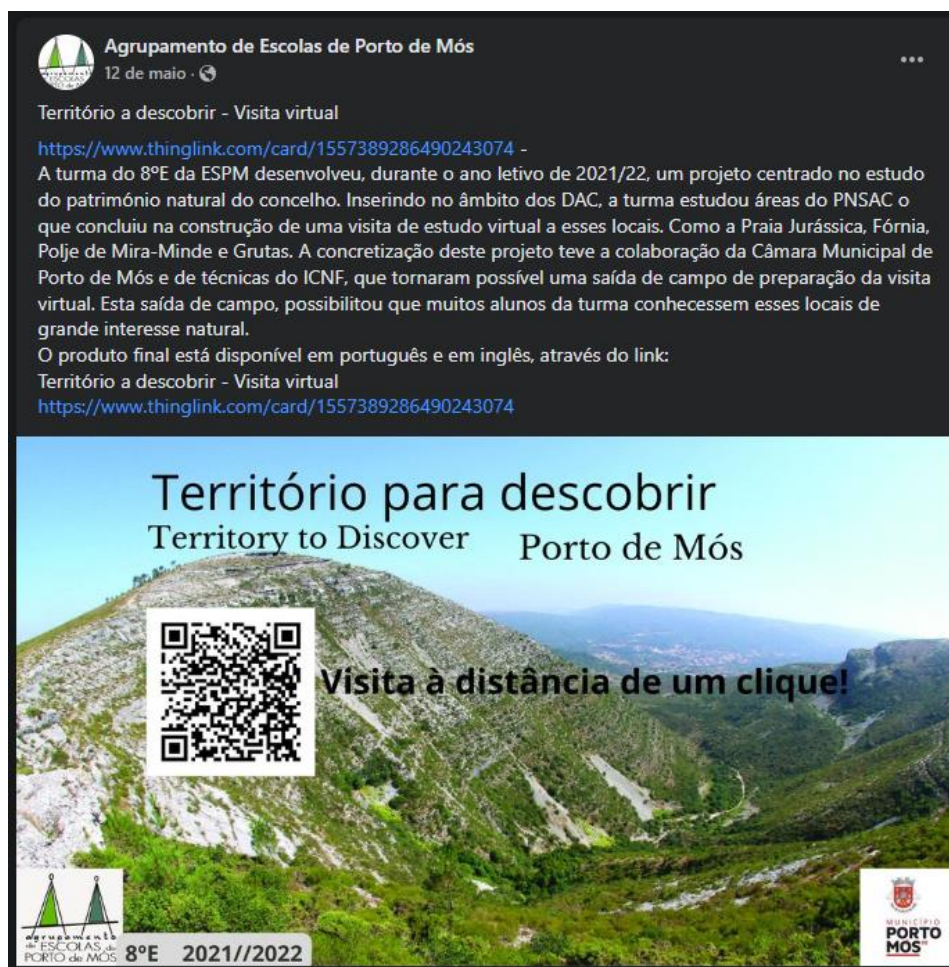 Agrupamento de Escolas de Porto de Mós
12 de maio
Território a descobrir - Visita virtual
https://www.thinglink.com/card/1557389286490243074 -
A turma do 8ºE da ESPM desenvolveu, durante o ano letivo de 2021/22, um projeto centrado no estudo
do património natural do concelho. Inserindo no âmbito dos DAC, a turma estudou áreas do PNSAC o
que concluiu na construção de uma visita de estudo virtual a esses locais. Como a Praia Jurássica, Fórnia,
Polje de Mira-Minde e Grutas. A concretização deste projeto teve a colaboração da Câmara Municipal de
Porto de Mós e de técnicas do ICNF, que tornaram possível uma saída de campo de preparação da visita
virtual. Esta saída de campo, possibilitou que muitos alunos da turma conhecessem esses locais de
grande interesse natural.
O produto final está disponível em português e em inglês, através do link:
Território a descobrir - Visita virtual
https://www.thinglink.com/card/1557389286490243074
Território para descobrir
Territory to Discover
Porto de Mós
Visita à distância de um clique!
agrupamento
de ESCOLAS de
PORTO de MÓS
8ºE 2021//2022
MUNICÍPIO
PORTO
MOS